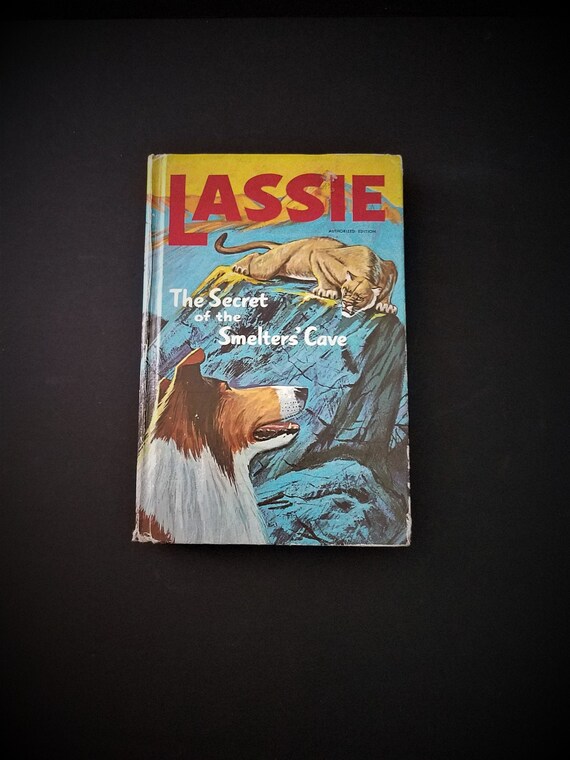 LASSIE
AUTHORIZED EDITION
The Secret
of the
Smelters' Cave